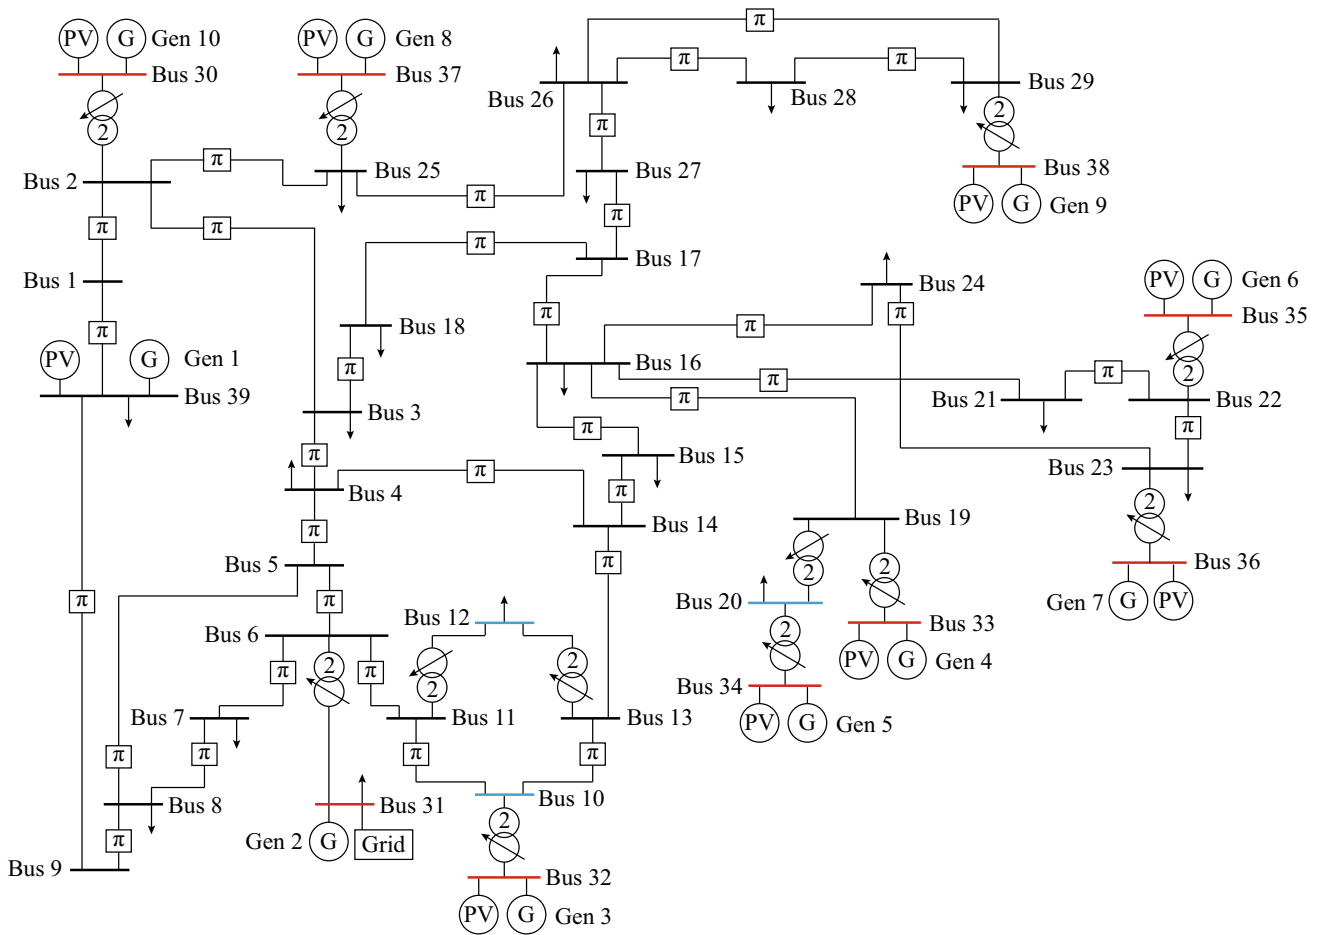 PV G Gen 10
Bus 30
2
PV G Gen 8
Bus 37
2
π
Bus 26
π
π
Bus 28
Bus 29
2
Bus 38
PV G Gen 9
π
Bus 27
π
Bus 2
π
Bus 25
π
π
π
Bus 1
π
PV G Gen 1
Bus 39
π
Bus 17
π
Bus 18
π
Bus 3
π
Bus 24
π
π
Bus 16
π
π
Bus 21
π
PV G Gen 6
Bus 35
2
Bus 22
π
Bus 23
2
Bus 36
Gen 7 G PV
π
Bus 15
π
π
Bus 4
Bus 14
π
π
Bus 5
π
π
Bus 19
2
2
Bus 20
2
Bus 33
PV G Gen 4
Bus 34
PV G Gen 5
Bus 12
2
2
Bus 6
π
2
π
Bus 7
π
Bus 11
π
Bus 13
π
π
Bus 8
π
Bus 9
Bus 31
Gen 2 G Grid
Bus 10
2
Bus 32
PV G Gen 3